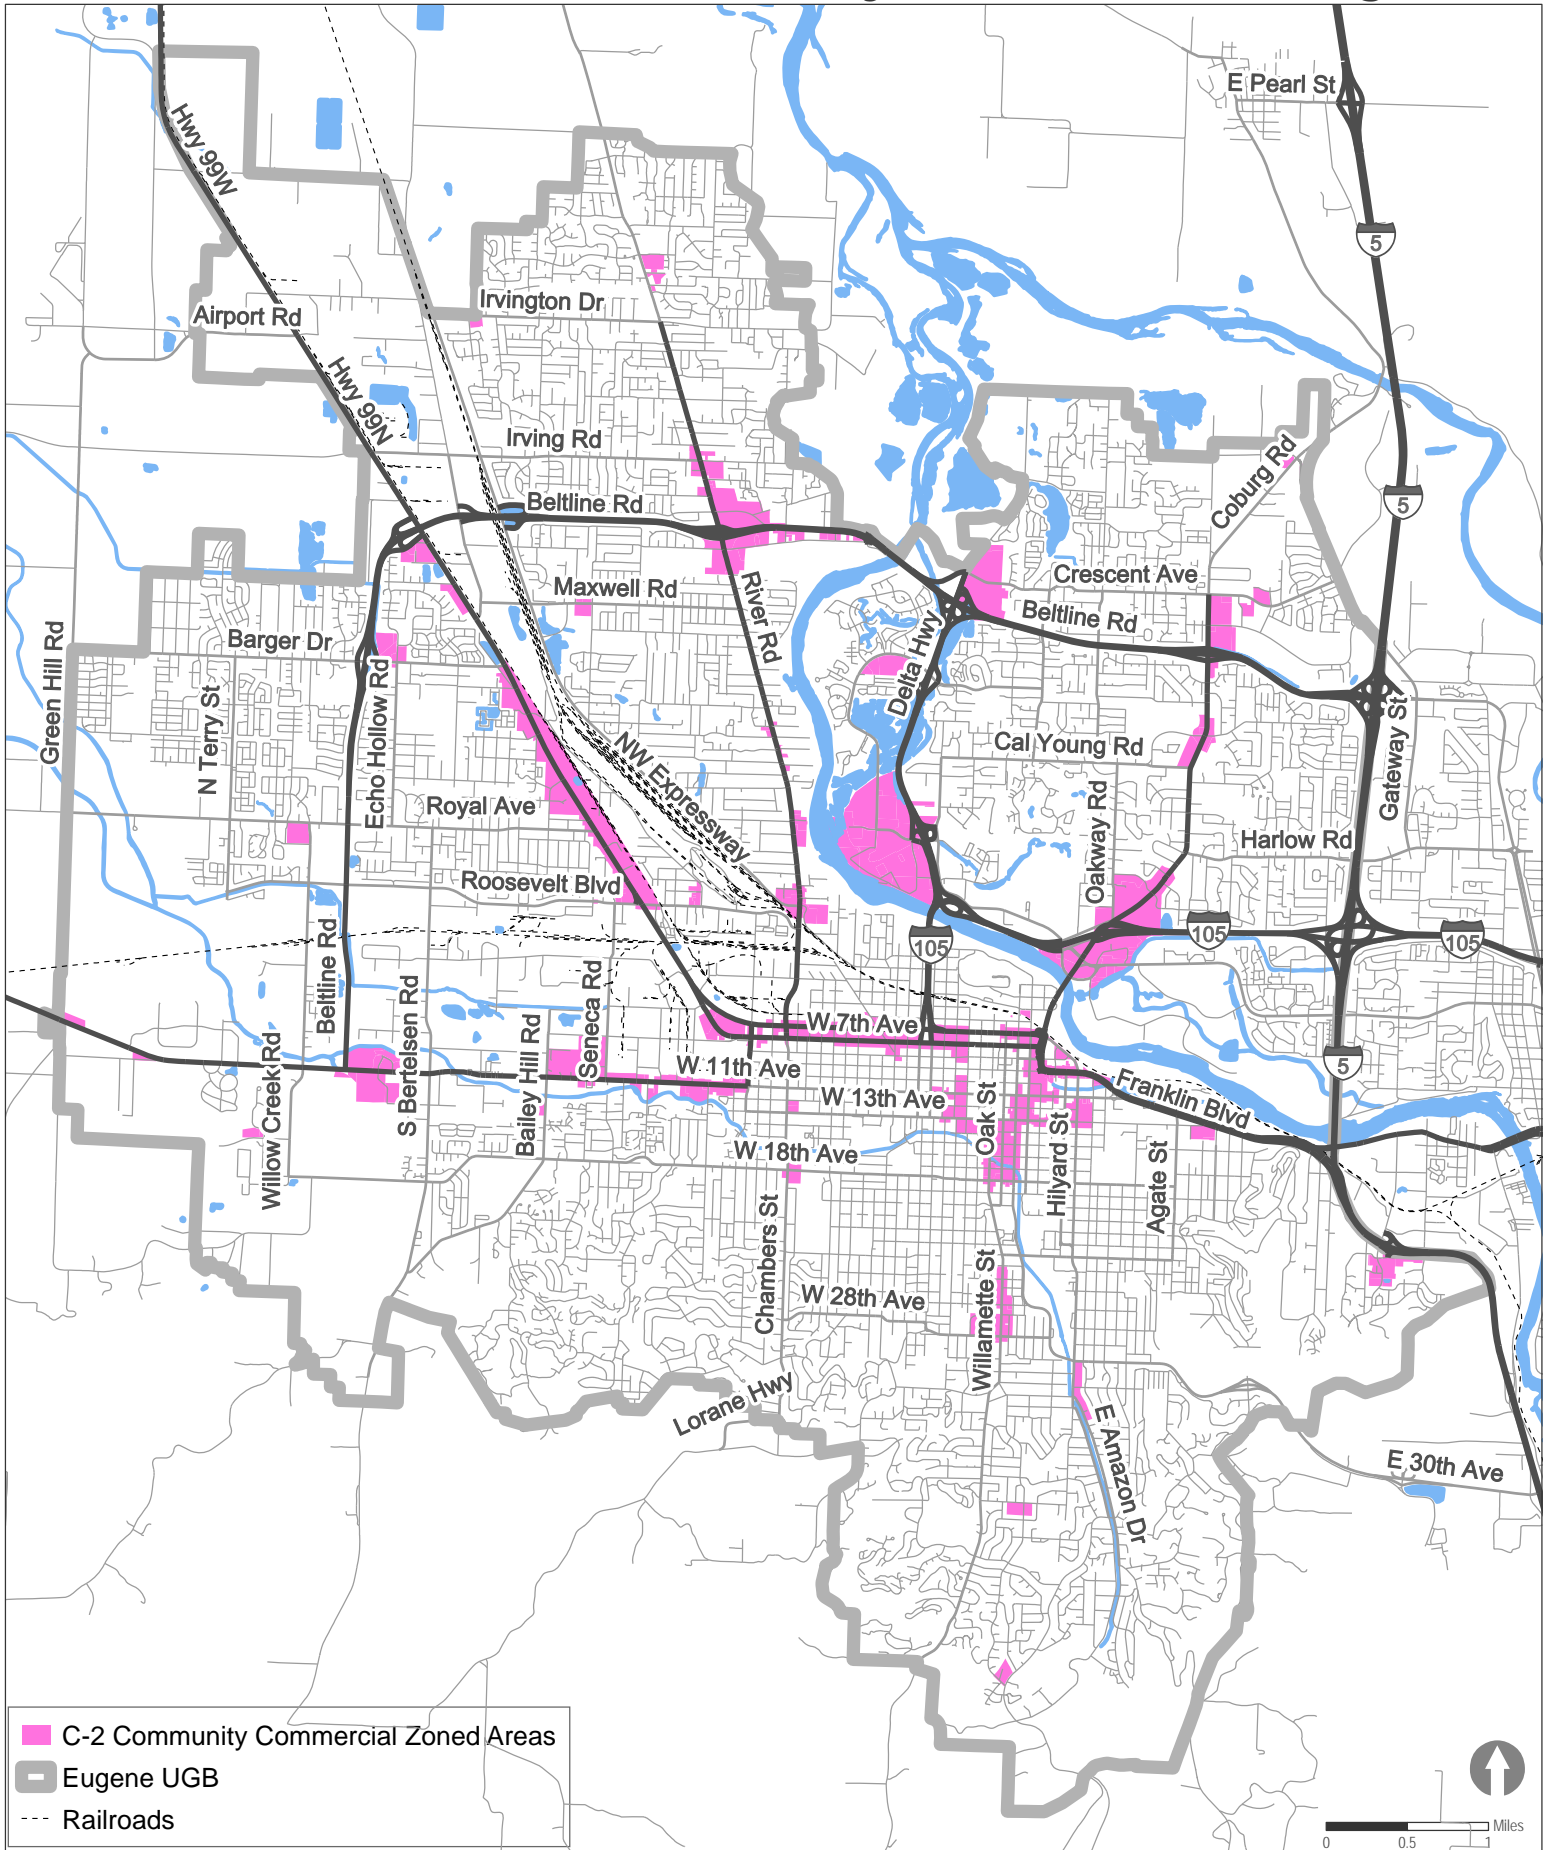 E Pearl St
Hwy 99W
5
Irvington Dr
Airport Rd
Hwy 99N
Irving Rd
Coburg Rd
5
Beltline Rd
Maxwell Rd
River Rd
Crescent Ave
Beltline Rd
Green Hill Rd
Barger Dr
N Terry St
Echo Hollow Rd
Delta Hwy
Gateway St
NW Expressway
Cal Young Rd
Royal Ave
Oakway Rd
Harlow Rd
Roosevelt Blvd
105
105
105
Beltline Rd
S Bertelsen Rd
Seneca Rd
W 7th Ave
Willow Creek Rd
Bailey Hill Rd
W 11th Ave
5
W 13th Ave
Oak St
Franklin Blvd
W 18th Ave
Hilyard St
Agate St
Chambers St
Willamette St
W 28th Ave
Lorane Hwy
E Amazon Dr
E 30th Ave
C-2 Community Commercial Zoned Areas
Eugene UGB
Railroads
Miles
0 0.5 1